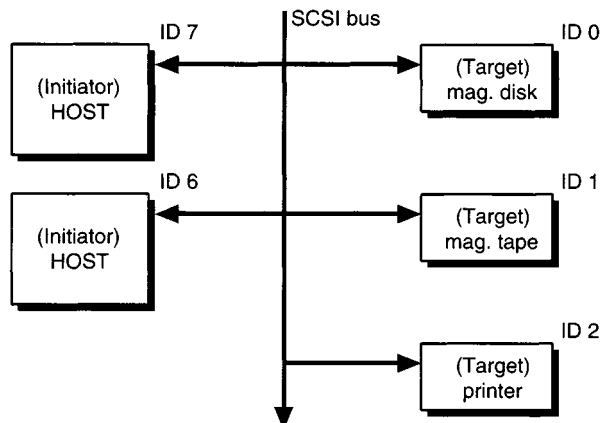 SCSI bus
ID 7
(Initiator)
HOST
ID 0
(Target)
mag. disk
ID 6
(Initiator)
HOST
ID 1
(Target)
mag. tape
ID 2
(Target)
printer